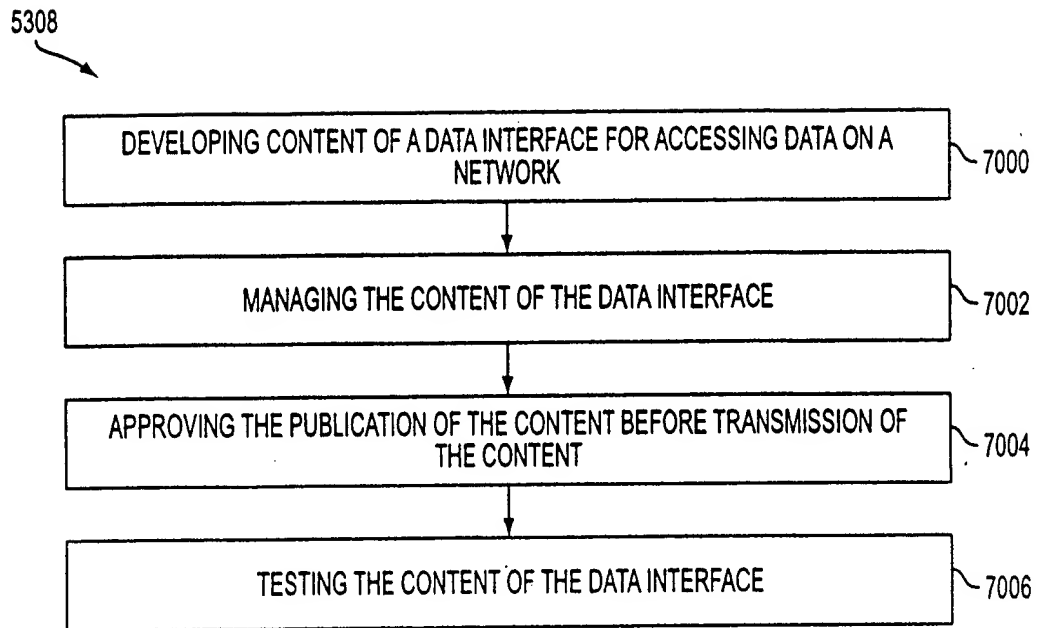 5308
DEVELOPING CONTENT OF A DATA INTERFACE FOR ACCESSING DATA ON A
NETWORK
7000
MANAGING THE CONTENT OF THE DATA INTERFACE
7002
APPROVING THE PUBLICATION OF THE CONTENT BEFORE TRANSMISSION OF
THE CONTENT
7004
TESTING THE CONTENT OF THE DATA INTERFACE
7006